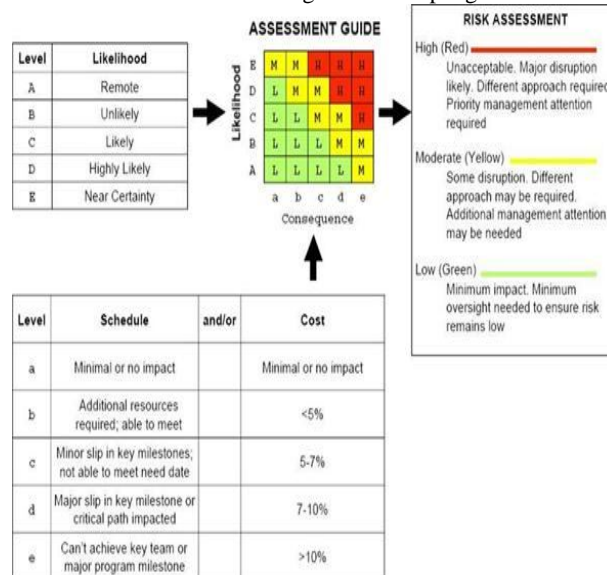 ASSESSMENT GUIDE
Level Likelihood
A Remote
B Unlikely
C Likely
D Highly Likely
E Near Certainty
Likelihood
E M M H H H
D L M M H H
C L L M M H
B L L L M M
A L L L L M
a b c d e
Consequence
RISK ASSESSMENT
High (Red)
Unacceptable. Major disruption
likely. Different approach required
Priority management attention
required
Moderate (Yellow)
Some disruption. Different
approach may be required.
Additional management attention
may be needed
Low (Green)
Minimum impact. Minimum
oversight needed to ensure risk
remains low
Level Schedule and/or Cost
a Minimal or no impact Minimal or no impact
b Additional resources
required; able to meet <5%
c Minor slip in key milestones;
not able to meet need date 5-7%
d Major slip in key milestone or
critical path impacted 7-10%
e Can't achieve key team or
major program milestone >10%